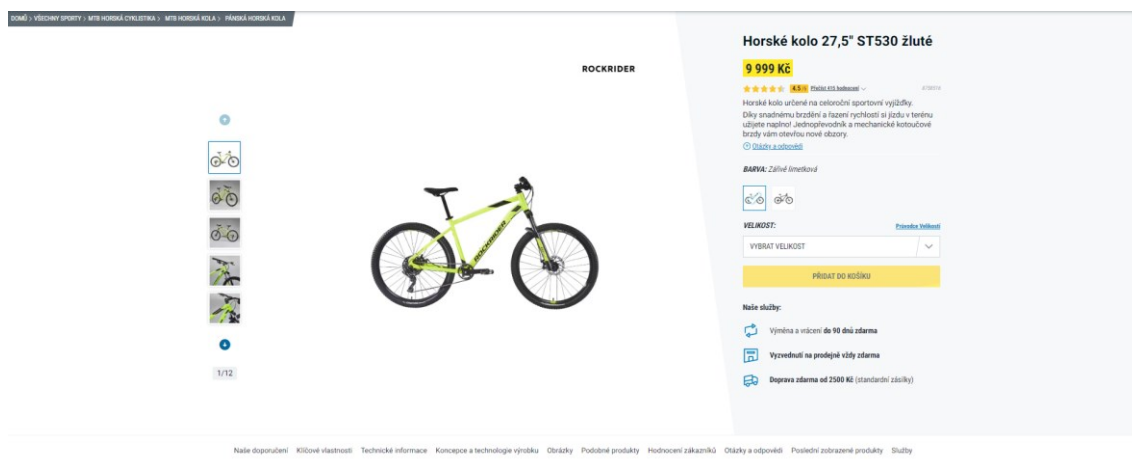 DOMŮ > VŠECHNY SPORTY > MTB HORSKÁ CYKLISTIKA > MTB HORSKÁ KOLA > PÁNSKÁ HORSKÁ KOLA
ROCKRIDER
1/12
ROCKRIDER
Horské kolo 27,5" ST530 žluté
9 999 Kč
4.5 /5 Přečíst 415 hodnocení
Horské kolo určené na celoroční sportovní vyjížďky.
Díky snadnému brzdění a řazení rychlostí si jízdu v terénu
užijete naplno! Jednopřevodník a mechanické kotoučové
brzdy vám otevřou nové obzory.
Otázky a odpovědi
BARVA: Zářivě limetková
VELIKOST: Průvodce Velikostí
VYBRAT VELIKOST
PŘIDAT DO KOŠÍKU
Naše služby:
Výměna a vrácení do 90 dnů zdarma
Vyzvednutí na prodejně vždy zdarma
Doprava zdarma od 2500 Kč (standardní zásilky)
Naše doporučení Klíčové vlastnosti Technické informace Koncepce a technologie výrobku Obrázky Podobné produkty Hodnocení zákazníků Otázky a odpovědi Poslední zobrazené produkty Služby